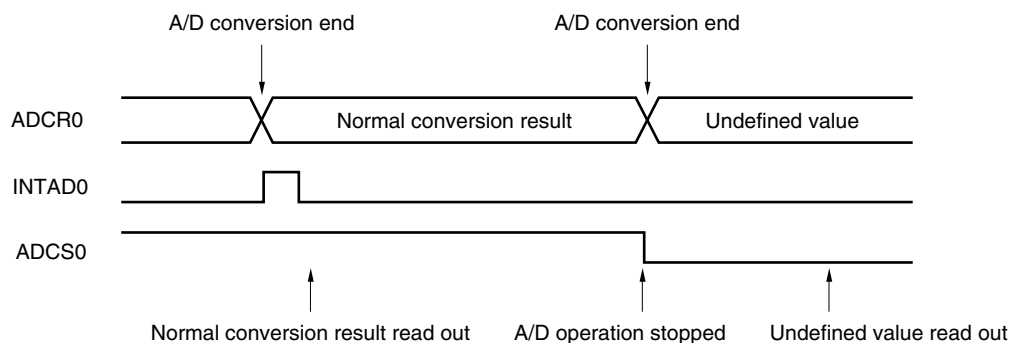 A/D conversion end
A/D conversion end
ADCR0
Normal conversion result
Undefined value
INTAD0
ADCS0
Normal conversion result read out
A/D operation stopped
Undefined value read out